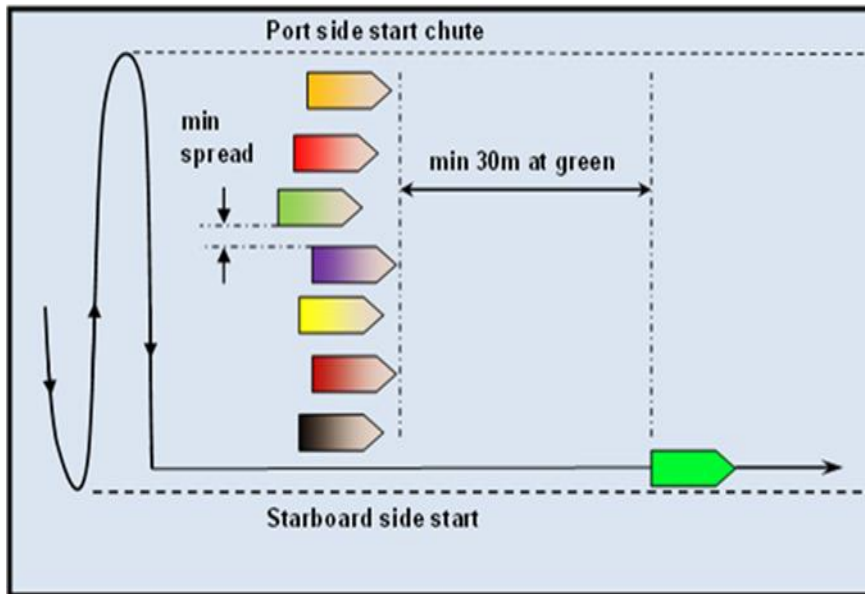 Port side start chute
min
spread
min 30m at green
Starboard side start